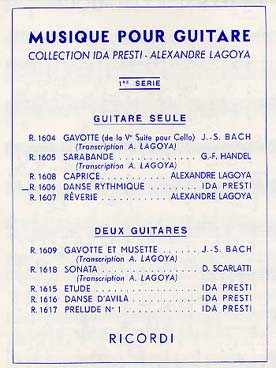 MUSIQUE POUR GUITARE
COLLECTION IDA PRESTI - ALEXANDRE LAGOYA
1re SERIE
GUITARE SEULE
R. 1604 GAVOTTE (de la Ve Suite pour Cello) J.-S. BACH
(Transcription A. LAGOYA)
R. 1605 SARABANDE . . . . . . . . . . . . . G.-F. HANDEL
(Transcription A. LAGOYA)
R. 1608 CAPRICE . . . . . . . ALEXANDRE LAGOYA
R. 1606 DANSE RYTHMIQUE . . . . . IDA PRESTI
R. 1607 RÊVERIE . . . . . . . ALEXANDRE LAGOYA
DEUX GUITARES
R. 1609 GAVOTTE ET MUSETTE . . . . J.-S. BACH
(Transcription A. LAGOYA)
R. 1618 SONATA . . . . . . . . . . . . D. SCARLATTI
(Transcription A. LAGOYA)
R. 1615 ETUDE . . . . . . . . . . . . . . IDA PRESTI
R. 1616 DANSE D'AVILA . . . . . . . . IDA PRESTI
R. 1617 PRELUDE N° 1 . . . . . . . . . IDA PRESTI
RICORDI